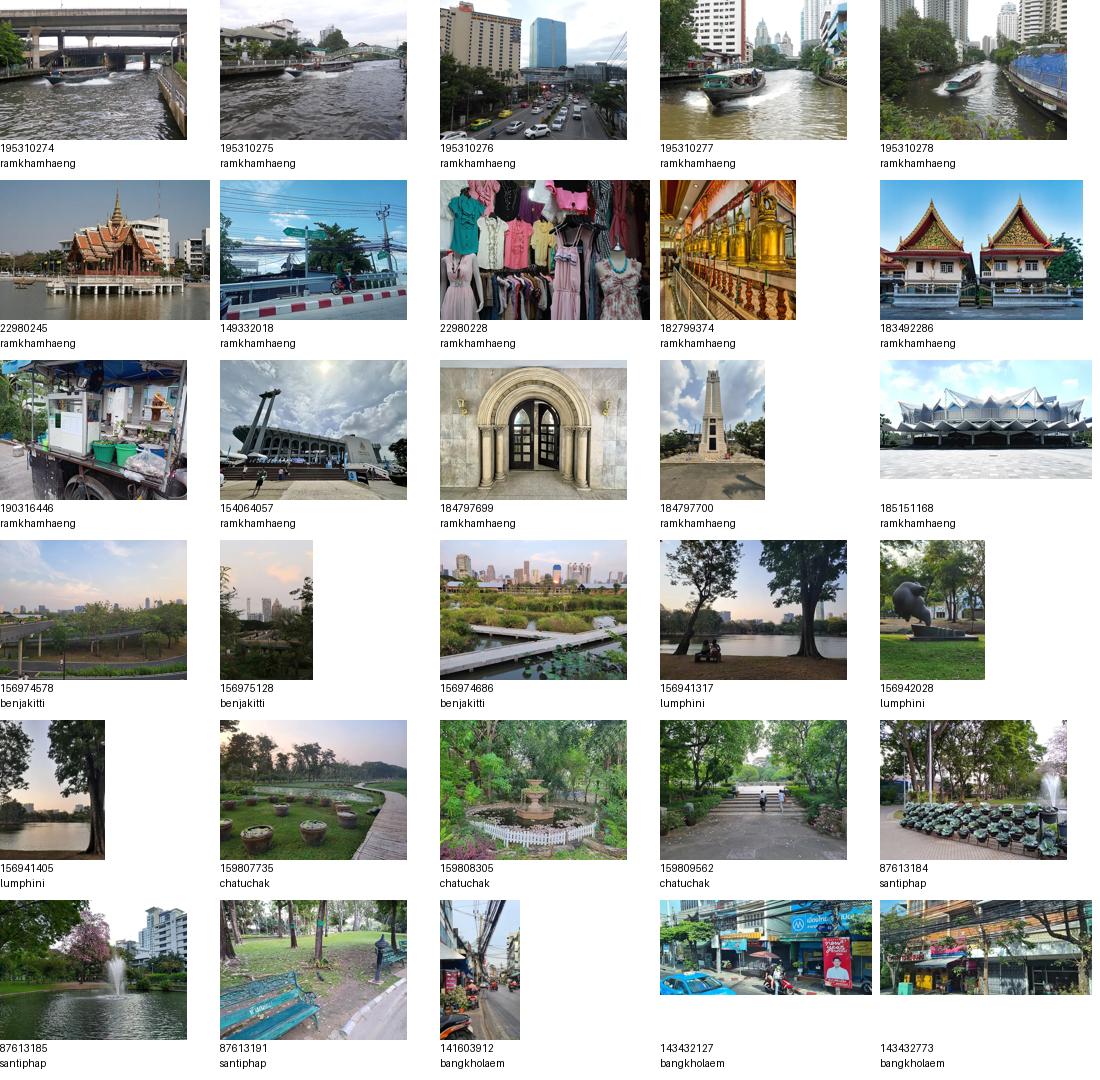 195310274
ramkhamhaeng
195310275
ramkhamhaeng
195310276
ramkhamhaeng
195310277
ramkhamhaeng
195310278
ramkhamhaeng
22980245
ramkhamhaeng
149332018
ramkhamhaeng
22980228
ramkhamhaeng
182799374
ramkhamhaeng
183492286
ramkhamhaeng
190316446
ramkhamhaeng
154064057
ramkhamhaeng
184797699
ramkhamhaeng
184797700
ramkhamhaeng
185151168
ramkhamhaeng
156974578
benjakitti
156975128
benjakitti
156974686
benjakitti
156941317
lumphini
156942028
lumphini
156941405
lumphini
159807735
chatuchak
159808305
chatuchak
159809562
chatuchak
87613184
santiphap
87613185
santiphap
87613191
santiphap
141603912
bangkholaem
143432127
bangkholaem
143432773
bangkholaem